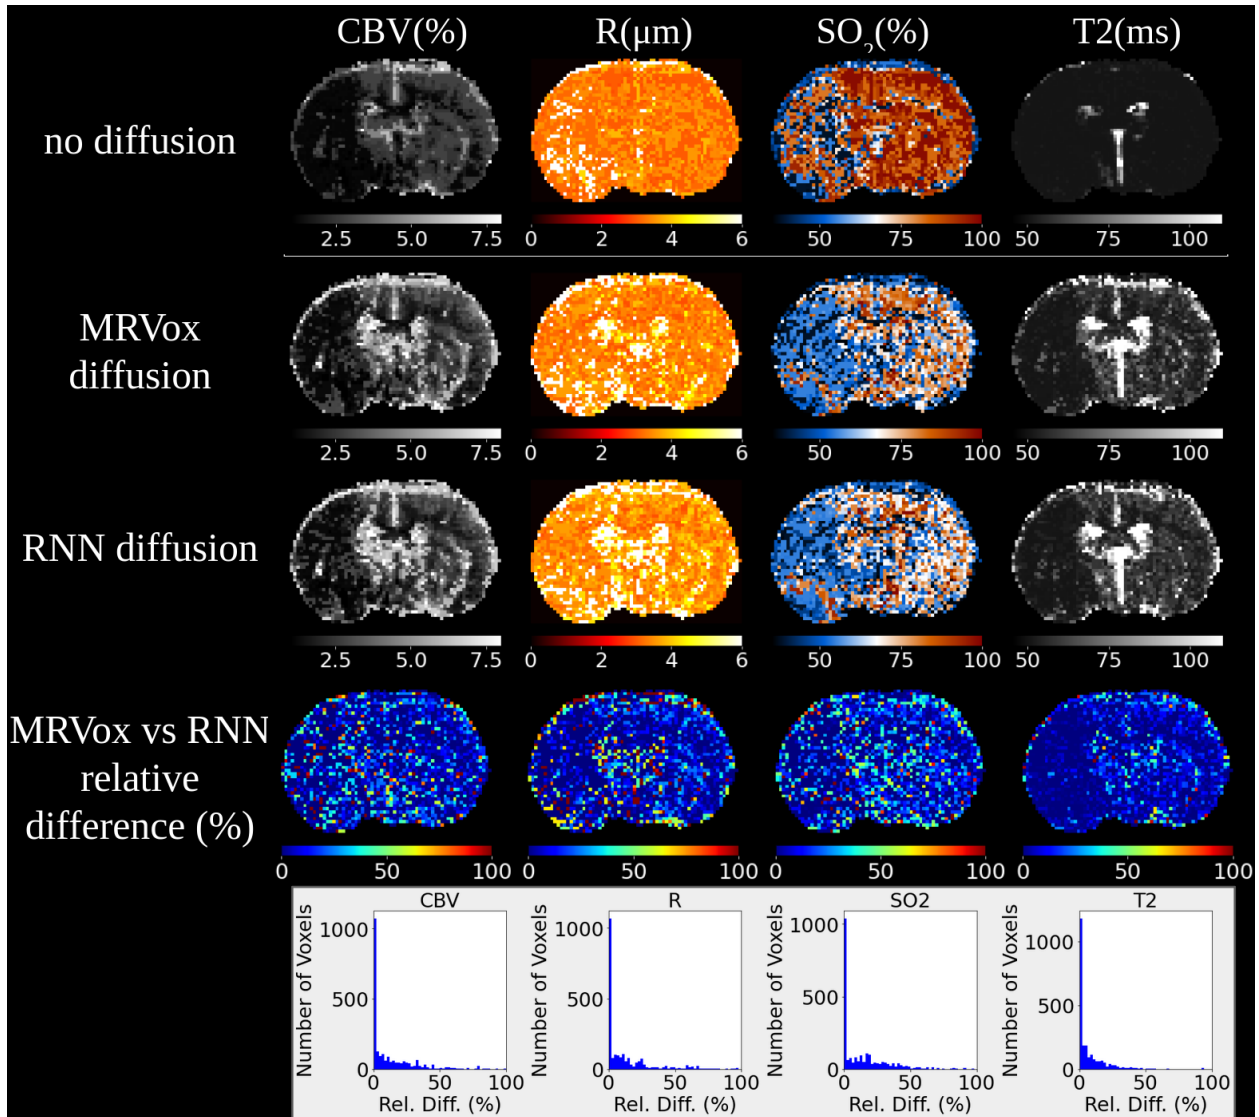 CBV(%) R(μm) SO₂(%) T2(ms)
no diffusion
2.5 5.0 7.5 0 2 4 6 50 75 100 50 75 100
MRVox
diffusion
2.5 5.0 7.5 0 2 4 6 50 75 100 50 75 100
RNN diffusion
2.5 5.0 7.5 0 2 4 6 50 75 100 50 75 100
MRVox vs RNN
relative
difference (%)
0 50 100 0 50 100 0 50 100 0 50 100
CBV R SO2 T2
Number of Voxels Number of Voxels Number of Voxels Number of Voxels
1000 1000 1000 1000
500 500 500 500
0 0 0 0
0 50 100 0 50 100 0 50 100 0 50 100
Rel. Diff. (%) Rel. Diff. (%) Rel. Diff. (%) Rel. Diff. (%)